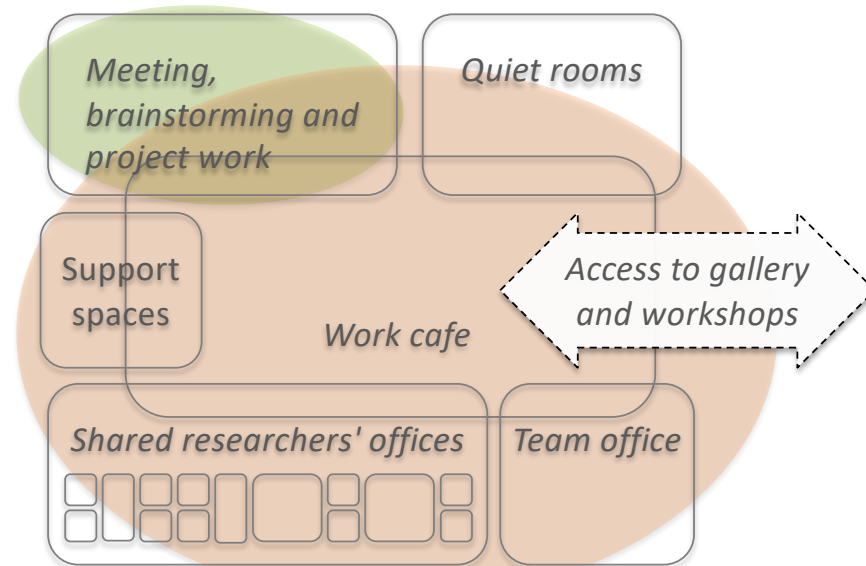 Meeting,
brainstorming and
project work
Quiet rooms
Support
spaces
Access to gallery
and workshops
Work cafe
Shared researchers' offices
Team office